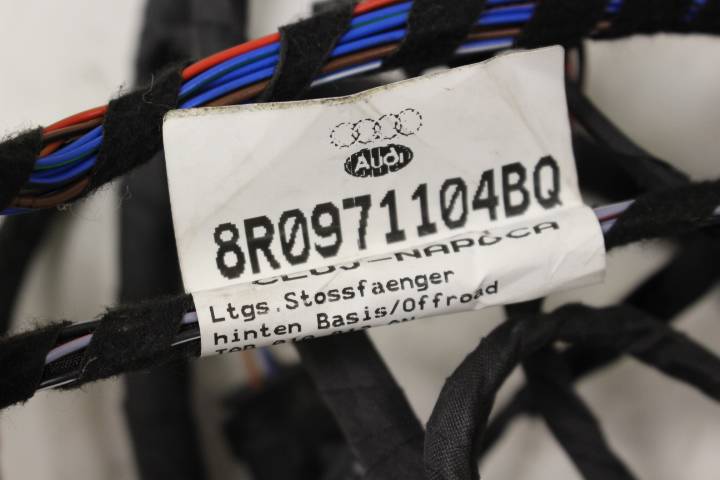 Audi
8R0971104BQ
CLUJ-NAPOCA
Ltgs.Stossfaenger
hinten Basis/Offroad